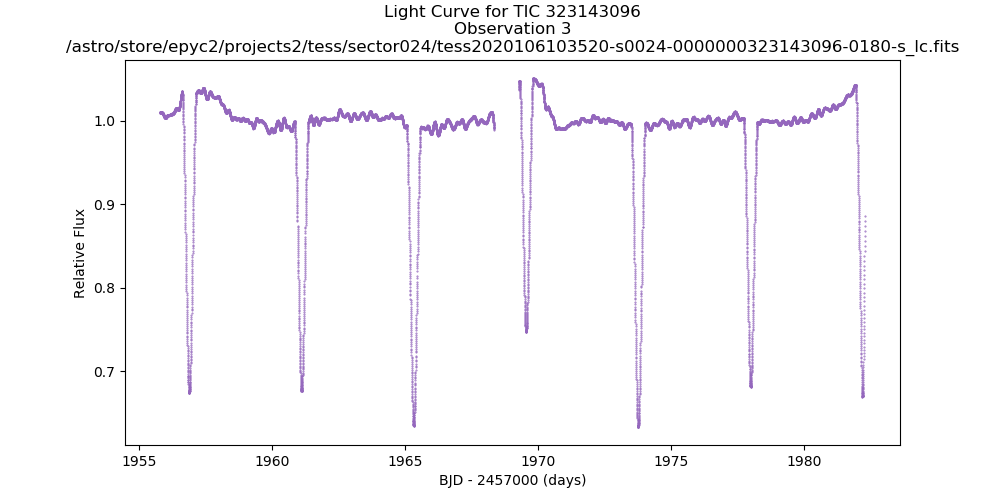 Light Curve for TIC 323143096
Observation 3
/astro/store/epyc2/projects2/tess/sector024/tess2020106103520-s0024-0000000323143096-0180-s_lc.fits
1.0
0.9
0.8
0.7
Relative Flux
1955 1960 1965 1970 1975 1980
BJD - 2457000 (days)